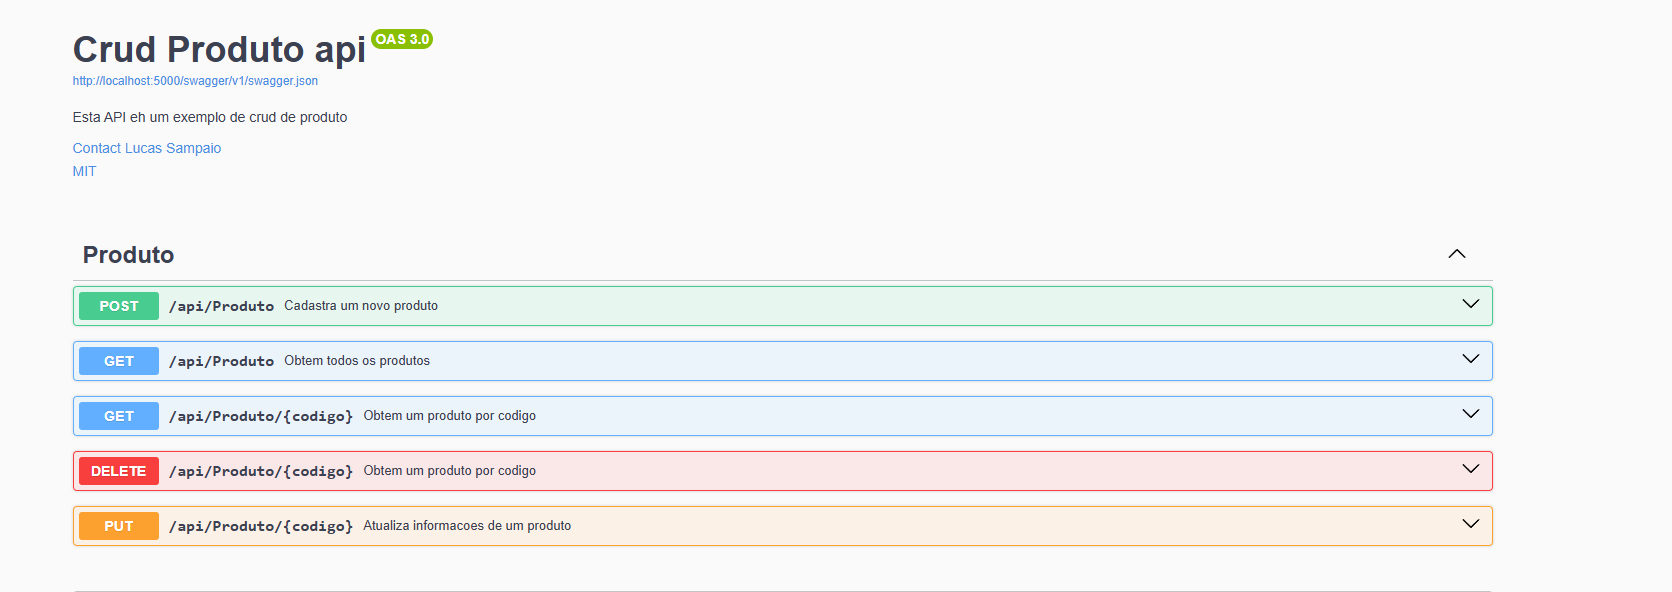 Crud Produto api OAS 3.0
http://localhost:5000/swagger/v1/swagger.json
Esta API eh um exemplo de crud de produto
Contact Lucas Sampaio
MIT
Produto
POST /api/Produto Cadastra um novo produto
GET /api/Produto Obtem todos os produtos
GET /api/Produto/{codigo} Obtem um produto por codigo
DELETE /api/Produto/{codigo} Obtem um produto por codigo
PUT /api/Produto/{codigo} Atualiza informacoes de um produto